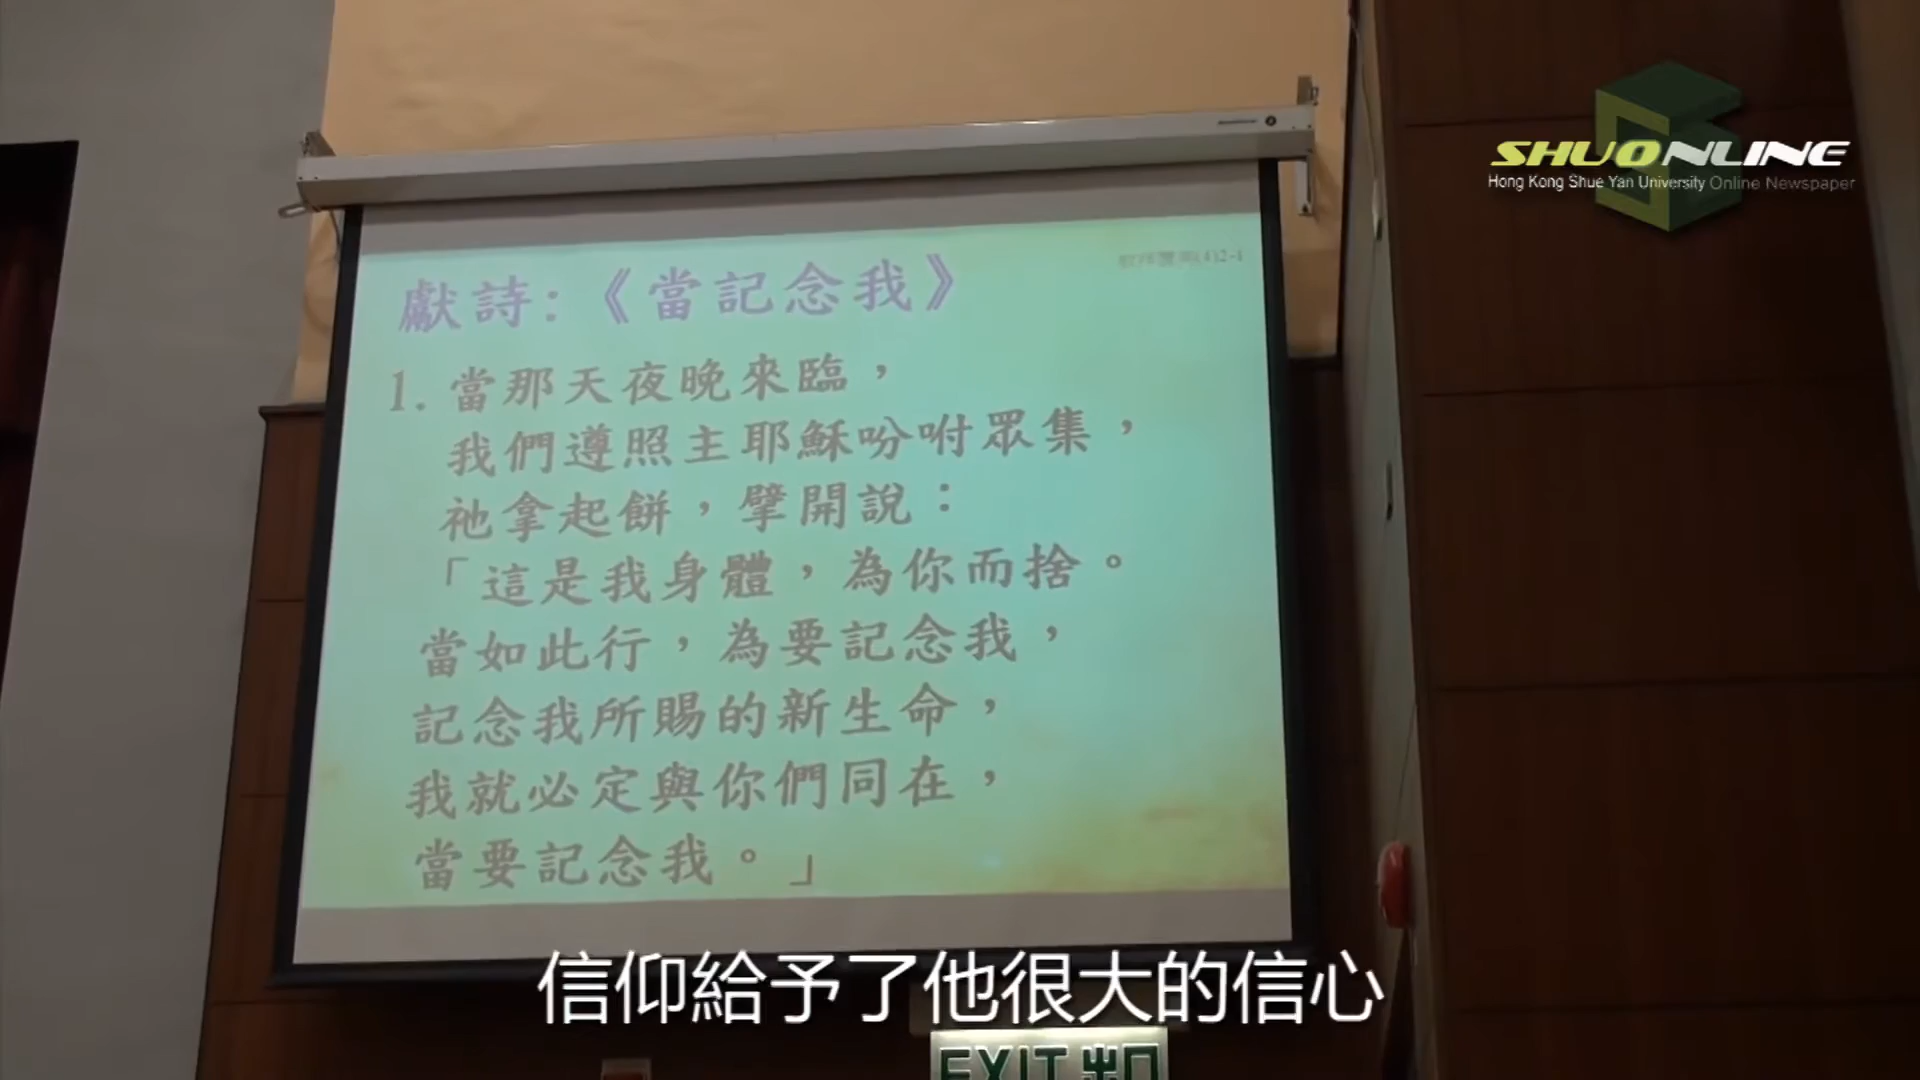 SHUONLINE
Hong Kong Shue Yan University Online Newspaper
獻詩:《當記念我》
1. 當那天夜晚來臨，
我們遵照主耶穌吩咐眾集，
祂拿起餅，擘開說：
「這是我身體，為你而捨。
當如此行，為要記念我，
記念我所賜的新生命，
我就必定與你們同在，
當要記念我。」
信仰給予了他很大的信心
EXIT 出口